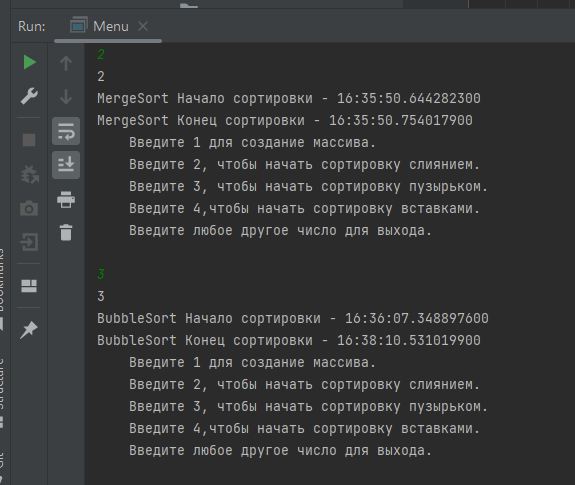 Run: Menu
2
2
MergeSort Начало сортировки - 16:35:50.644282300
MergeSort Конец сортировки - 16:35:50.754017900
Введите 1 для создание массива.
Введите 2, чтобы начать сортировку слиянием.
Введите 3, чтобы начать сортировку пузырьком.
Введите 4,чтобы начать сортировку вставками.
Введите любое другое число для выхода.
3
3
BubbleSort Начало сортировки - 16:36:07.348897600
BubbleSort Конец сортировки - 16:38:10.531019900
Введите 1 для создание массива.
Введите 2, чтобы начать сортировку слиянием.
Введите 3, чтобы начать сортировку пузырьком.
Введите 4,чтобы начать сортировку вставками.
Введите любое другое число для выхода.
Bookmarks
Structure
Git